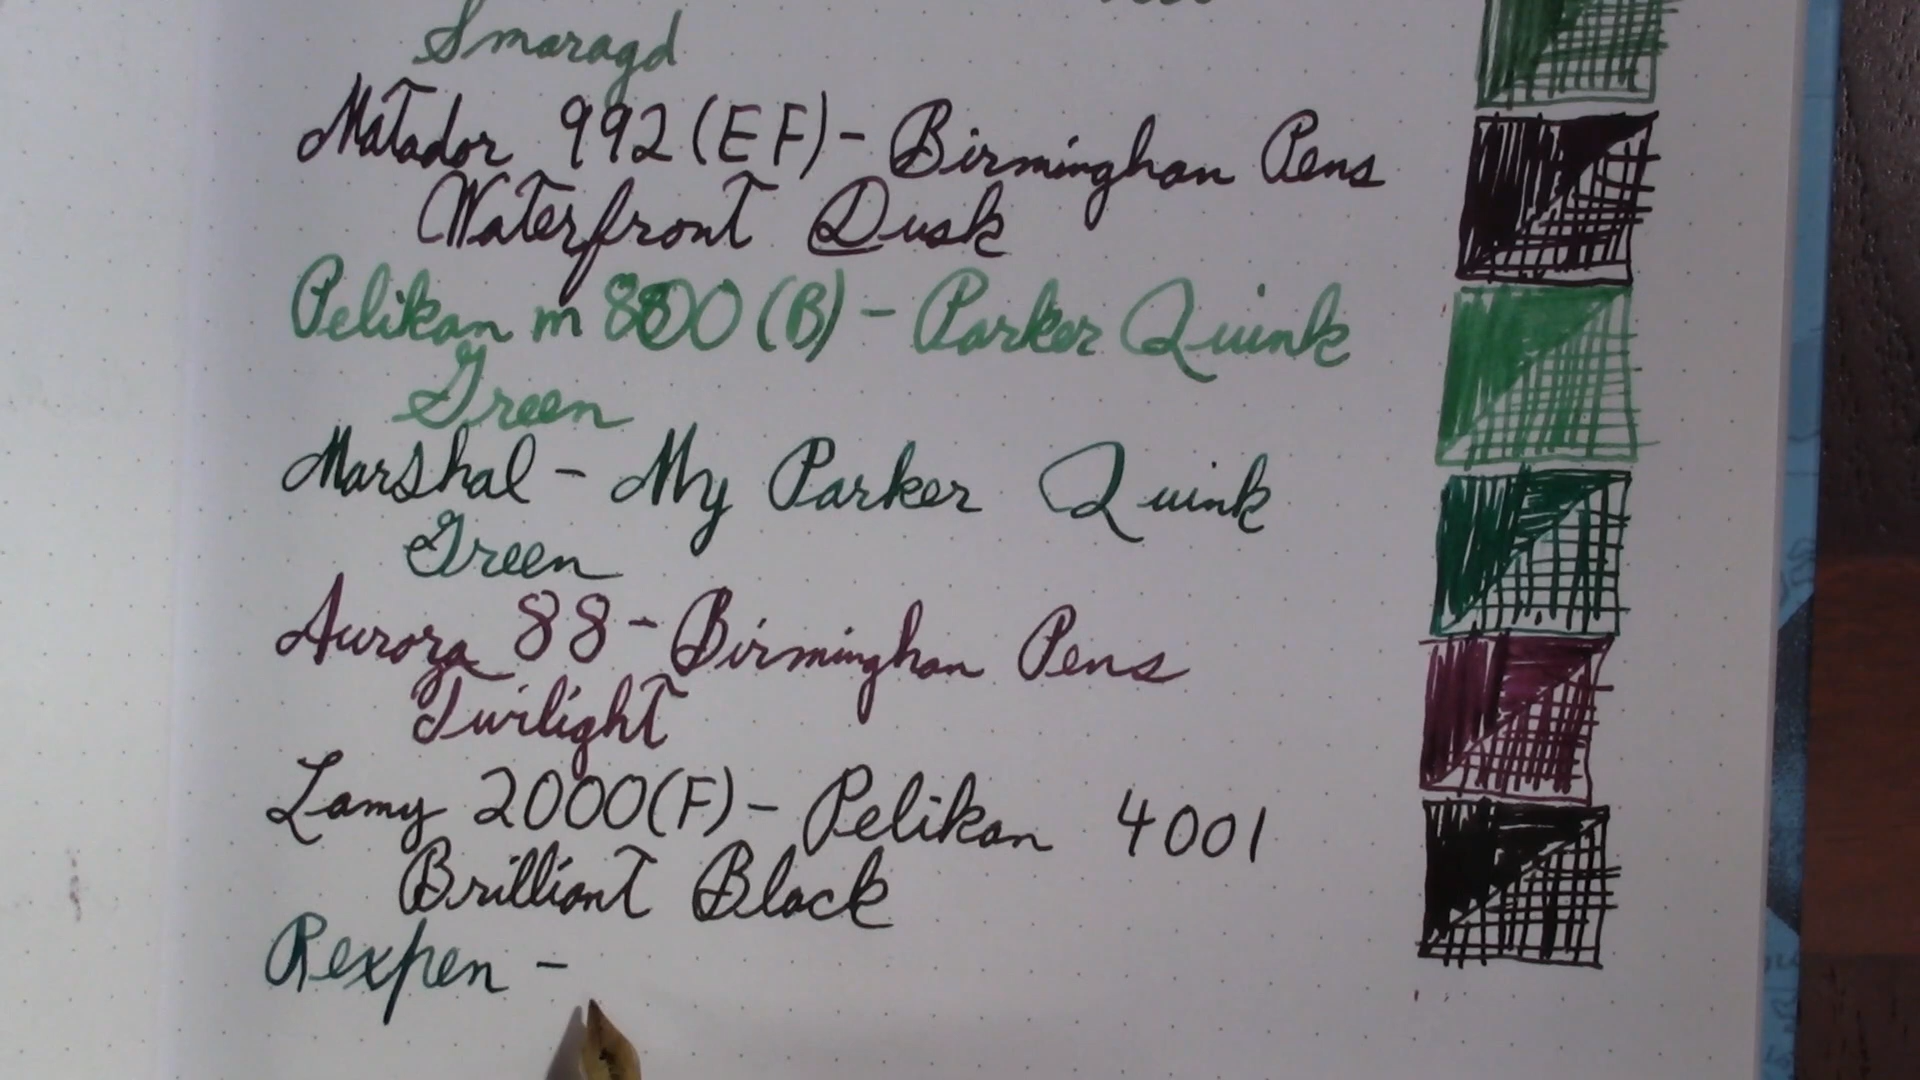 Smaragd
Matador 992 (EF) - Birmingham Pens
Waterfront Dusk
Pelikan m 800 (B) - Parker Quink
Green
Marshal - My Parker Quink
Green
Aurora 88 - Birmingham Pens
Twilight
Lamy 2000 (F) - Pelikan 4001
Brilliant Black
Rexpen -